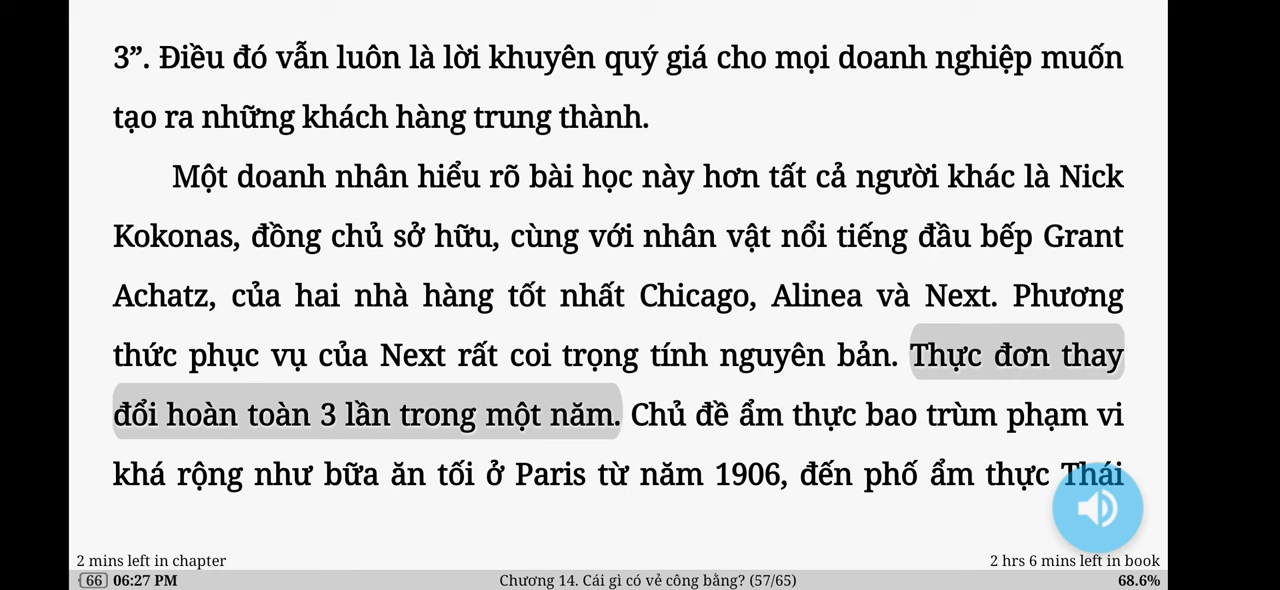 3”. Điều đó vẫn luôn là lời khuyên quý giá cho mọi doanh nghiệp muốn
tạo ra những khách hàng trung thành.
Một doanh nhân hiểu rõ bài học này hơn tất cả người khác là Nick
Kokonas, đồng chủ sở hữu, cùng với nhân vật nổi tiếng đầu bếp Grant
Achatz, của hai nhà hàng tốt nhất Chicago, Alinea và Next. Phương
thức phục vụ của Next rất coi trọng tính nguyên bản. Thực đơn thay
đổi hoàn toàn 3 lần trong một năm. Chủ đề ẩm thực bao trùm phạm vi
khá rộng như bữa ăn tối ở Paris từ năm 1906, đến phố ẩm thực Thái
2 mins left in chapter 2 hrs 6 mins left in book
66 06:27 PM Chương 14. Cái gì có vẻ công bằng? (57/65) 68.6%